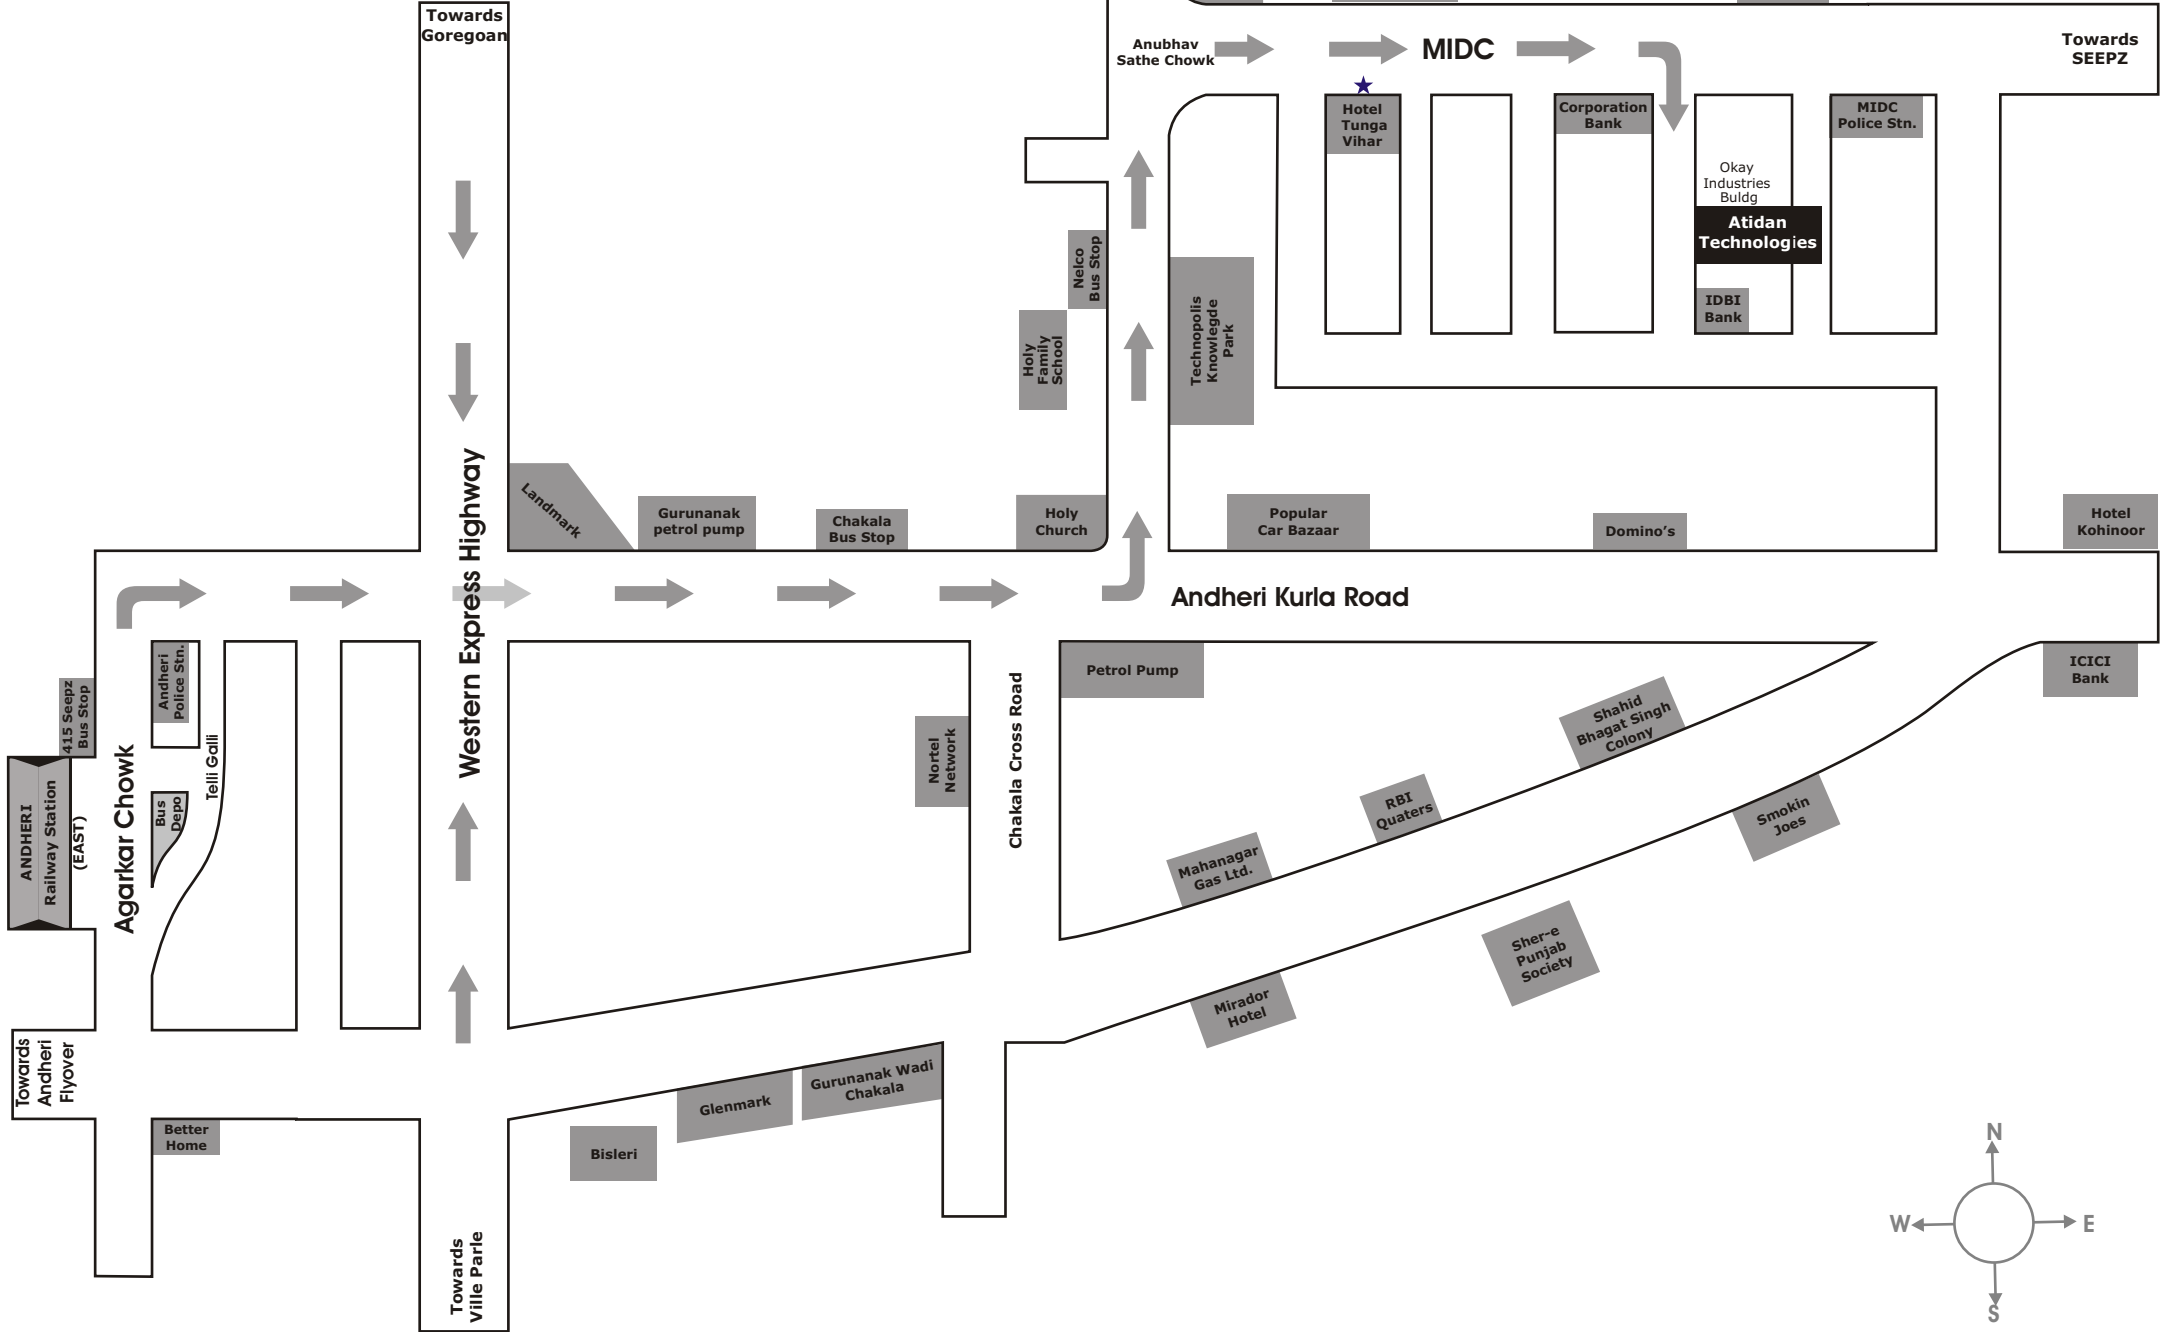 Towards
Goregoan
Anubhav
Sathe Chowk
MIDC
Towards
SEEPZ
Hotel
Tunga
Vihar
Corporation
Bank
MIDC
Police Stn.
Okay
Industries
Buldg
Atidan
Technologies
IDBI
Bank
Nelco
Bus Stop
Holy
Family
School
Technopolis
Knowlegde
Park
Western Express Highway
Landmark
Gurunanak
petrol pump
Chakala
Bus Stop
Holy
Church
Popular
Car Bazaar
Domino's
Hotel
Kohinoor
Andheri Kurla Road
415 Seepz
Bus Stop
Andheri
Police Stn.
Telli Galli
Bus
Depo
ANDHERI
Railway Station
(EAST)
Agarkar Chowk
Nortel
Network
Chakala Cross Road
Petrol Pump
ICICI
Bank
Shahid
Bhagat Singh
Colony
RBI
Quaters
Mahanagar
Gas Ltd.
Smokin
Joes
Sher-e
Punjab
Society
Mirador
Hotel
Towards
Andheri
Flyover
Better
Home
Bisleri
Glenmark
Gurunanak Wadi
Chakala
Towards
Ville Parle
N
W
E
S